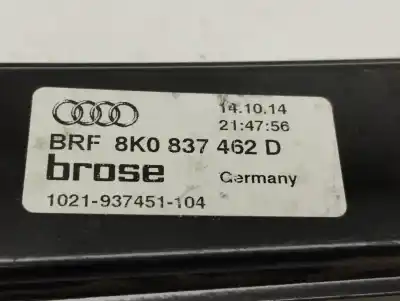 14.10.14
21:47:56
BRF 8K0 837 462 D
brose Germany
1021-937451-104